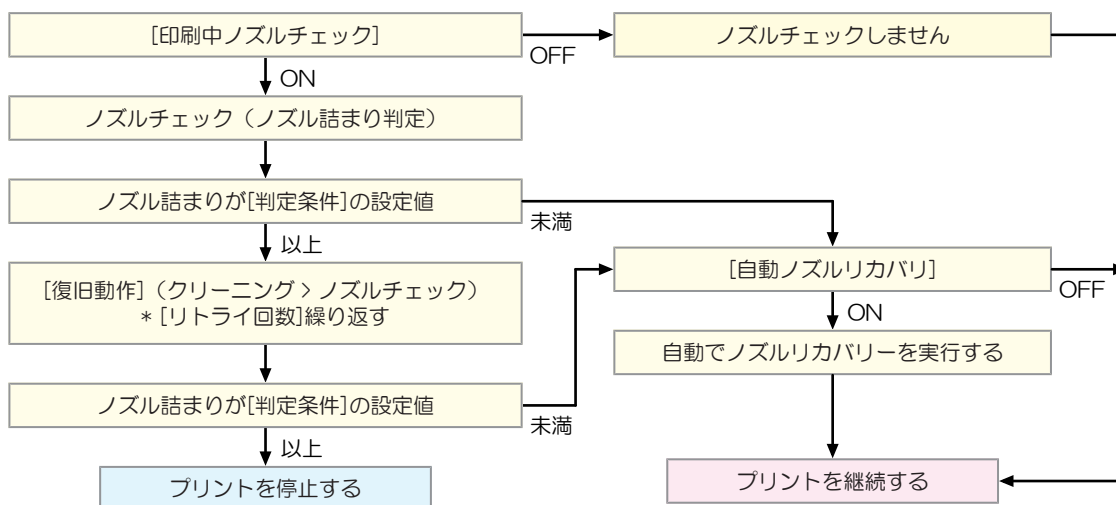 [印刷中ノズルチェック]
OFF
ノズルチェックしません
ON
ノズルチェック（ノズル詰まり判定）
ノズル詰まりが[判定条件]の設定値
未満
以上
[自動ノズルリカバリ]
OFF
[復旧動作]（クリーニング > ノズルチェック）
* [リトライ回数]繰り返す
ON
自動でノズルリカバリーを実行する
ノズル詰まりが[判定条件]の設定値
未満
以上
プリントを停止する
プリントを継続する